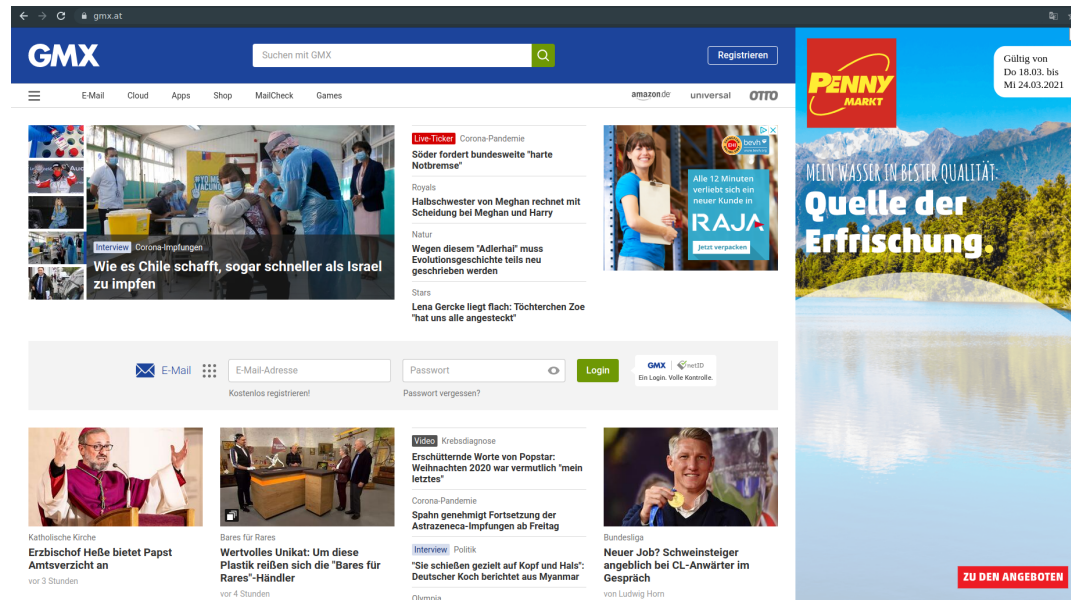 gmx.at
GMX
Suchen mit GMX
Registrieren
E-Mail
Cloud
Apps
Shop
MailCheck
Games
amazon.de
universal
OTTO
Interview Corona-Impfungen
Wie es Chile schafft, sogar schneller als Israel
zu impfen
Live-Ticker Corona-Pandemie
Söder fordert bundesweite "harte
Notbremse"
Royals
Halbschwester von Meghan rechnet mit
Scheidung bei Meghan und Harry
Natur
Wegen diesem "Adlerhai" muss
Evolutionsgeschichte teils neu
geschrieben werden
Stars
Lena Gercke liegt flach: Töchterchen Zoe
"hat uns alle angesteckt"
bevh
Alle 12 Minuten
verliebt sich ein
neuer Kunde in
RAJA
Jetzt verpacken
E-Mail
E-Mail-Adresse
Passwort
Login
GMX netID
Ein Login. Volle Kontrolle.
Kostenlos registrieren!
Passwort vergessen?
Katholische Kirche
Erzbischof Heße bietet Papst
Amtsverzicht an
vor 3 Stunden
Bares für Rares
Wertvolles Unikat: Um diese
Plastik reißen sich die "Bares für
Rares"-Händler
vor 4 Stunden
Video Krebsdiagnose
Erschütternde Worte von Popstar:
Weihnachten 2020 war vermutlich "mein
letztes"
Corona-Pandemie
Spahn genehmigt Fortsetzung der
Astrazeneca-Impfungen ab Freitag
Interview Politik
"Sie schießen gezielt auf Kopf und Hals":
Deutscher Koch berichtet aus Myanmar
Olympia
Bundesliga
Neuer Job? Schweinsteiger
angeblich bei CL-Anwärter im
Gespräch
von Ludwig Horn
PENNY
MARKT
Gültig von
Do 18.03. bis
Mi 24.03.2021
MEIN WASSER IN BESTER QUALITÄT:
Quelle der
Erfrischung.
ZU DEN ANGEBOTEN